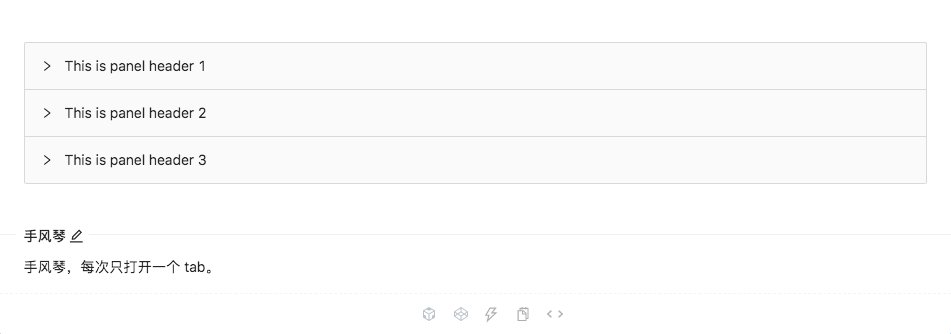 This is panel header 1
This is panel header 2
This is panel header 3
手风琴
手风琴，每次只打开一个 tab。